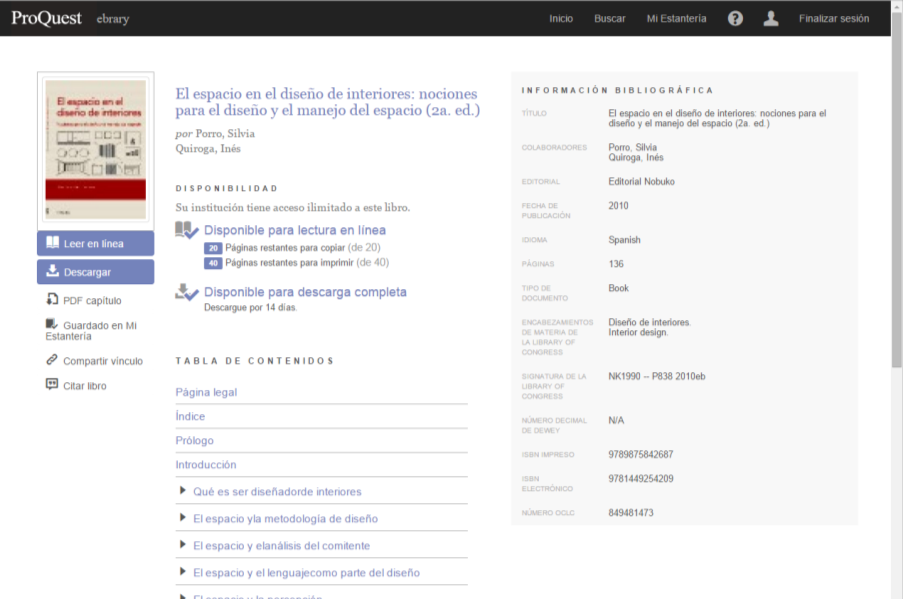 ProQuest ebrary
Inicio Buscar Mi Estantería ? Finalizar sesión
El espacio en el
diseño de interiores
Leer en línea
Descargar
PDF capítulo
Guardado en Mi
Estantería
Compartir vínculo
Citar libro
El espacio en el diseño de interiores: nociones
para el diseño y el manejo del espacio (2a. ed.)
por Porro, Silvia
Quiroga, Inés
DISPONIBILIDAD
Su institución tiene acceso ilimitado a este libro.
Disponible para lectura en línea
20 Páginas restantes para copiar (de 20)
40 Páginas restantes para imprimir (de 40)
Disponible para descarga completa
Descargue por 14 días.
TABLA DE CONTENIDOS
Página legal
Índice
Prólogo
Introducción
Qué es ser diseñadorde interiores
El espacio yla metodología de diseño
El espacio y elanálisis del comitente
El espacio y el lenguajecomo parte del diseño
El espacio y la percepción
INFORMACIÓN BIBLIOGRÁFICA
TÍTULO El espacio en el diseño de interiores: nociones para el
diseño y el manejo del espacio (2a. ed.)
COLABORADORES Porro, Silvia
Quiroga, Inés
EDITORIAL Editorial Nobuko
FECHA DE 2010
PUBLICACIÓN
IDIOMA Spanish
PÁGINAS 136
TIPO DE Book
DOCUMENTO
ENCABEZAMIENTOS Diseño de interiores.
DE MATERIA DE Interior design.
LA LIBRARY OF
CONGRESS
SIGNATURA DE LA NK1990 -- P838 2010eb
LIBRARY OF
CONGRESS
NÚMERO DECIMAL N/A
DE DEWEY
ISBN IMPRESO 9789875842687
ISBN 9781449254209
ELECTRÓNICO
NÚMERO OCLC 849481473